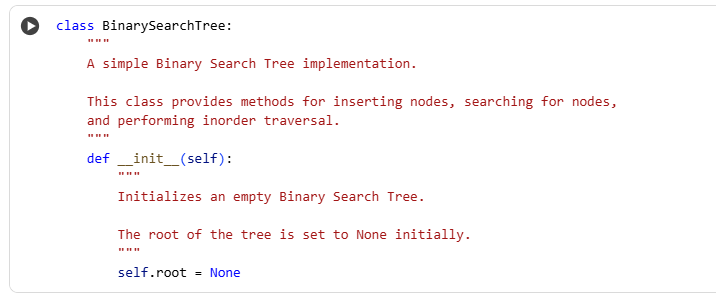 class BinarySearchTree:
    """
    A simple Binary Search Tree implementation.

    This class provides methods for inserting nodes, searching for nodes,
    and performing inorder traversal.
    """
    def __init__(self):
        """
        Initializes an empty Binary Search Tree.

        The root of the tree is set to None initially.
        """
        self.root = None